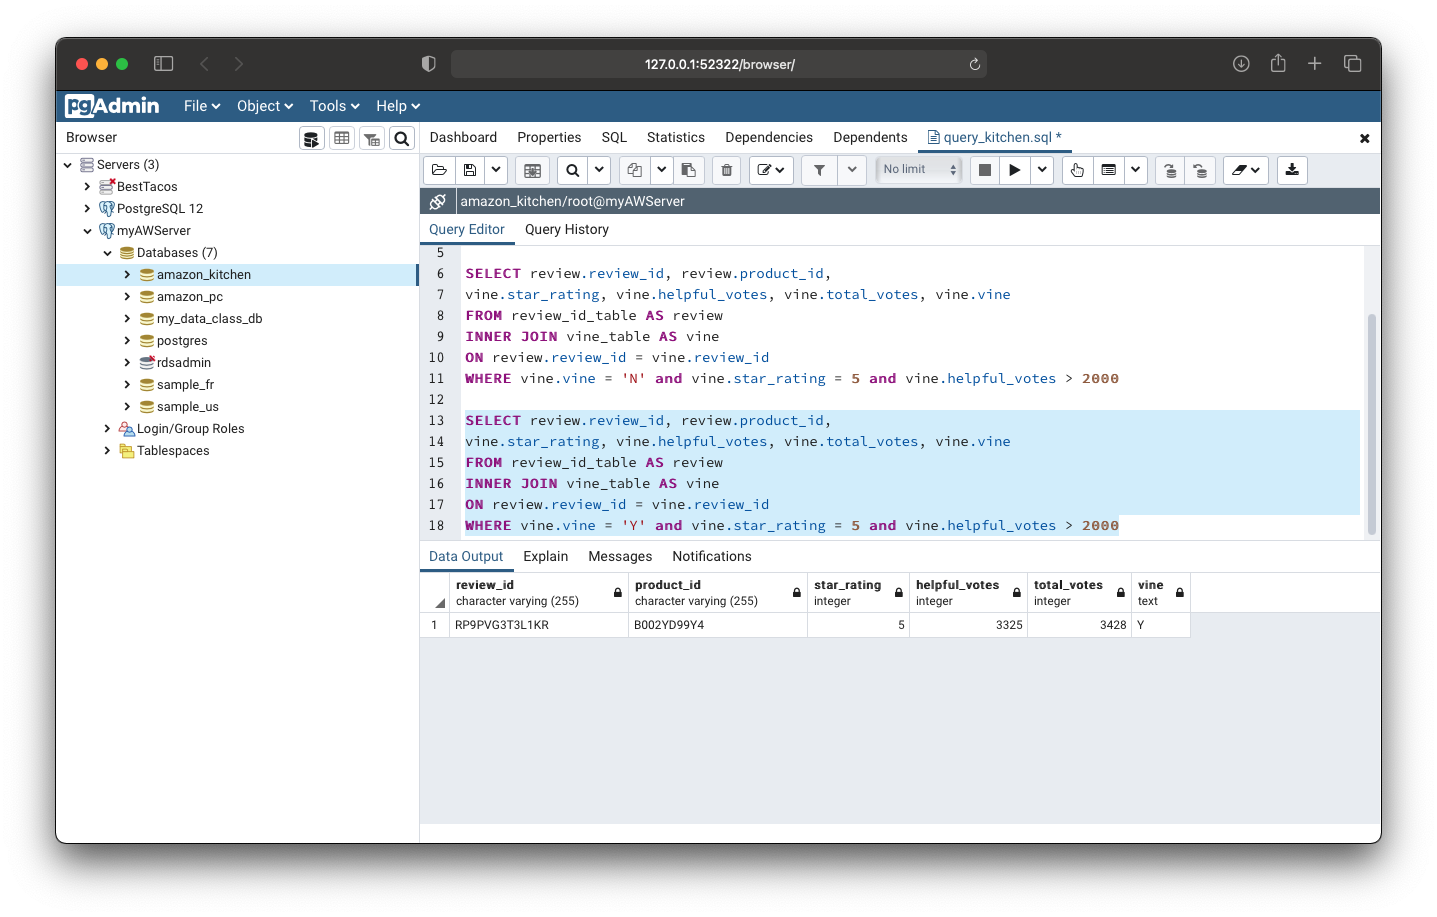 127.0.0.1:52322/browser/
pgAdmin File Object Tools Help
Browser
Dashboard Properties SQL Statistics Dependencies Dependents query_kitchen.sql *
Servers (3)
BestTacos
PostgreSQL 12
myAWServer
Databases (7)
amazon_kitchen
amazon_pc
my_data_class_db
postgres
rdsadmin
sample_fr
sample_us
Login/Group Roles
Tablespaces
No limit
amazon_kitchen/root@myAWServer
Query Editor Query History
5
6 SELECT review.review_id, review.product_id,
7 vine.star_rating, vine.helpful_votes, vine.total_votes, vine.vine
8 FROM review_id_table AS review
9 INNER JOIN vine_table AS vine
10 ON review.review_id = vine.review_id
11 WHERE vine.vine = 'N' and vine.star_rating = 5 and vine.helpful_votes > 2000
12
13 SELECT review.review_id, review.product_id,
14 vine.star_rating, vine.helpful_votes, vine.total_votes, vine.vine
15 FROM review_id_table AS review
16 INNER JOIN vine_table AS vine
17 ON review.review_id = vine.review_id
18 WHERE vine.vine = 'Y' and vine.star_rating = 5 and vine.helpful_votes > 2000
Data Output Explain Messages Notifications
review_id product_id star_rating helpful_votes total_votes vine
character varying (255) character varying (255) integer integer integer text
1 RP9PVG3T3L1KR B002YD99Y4 5 3325 3428 Y